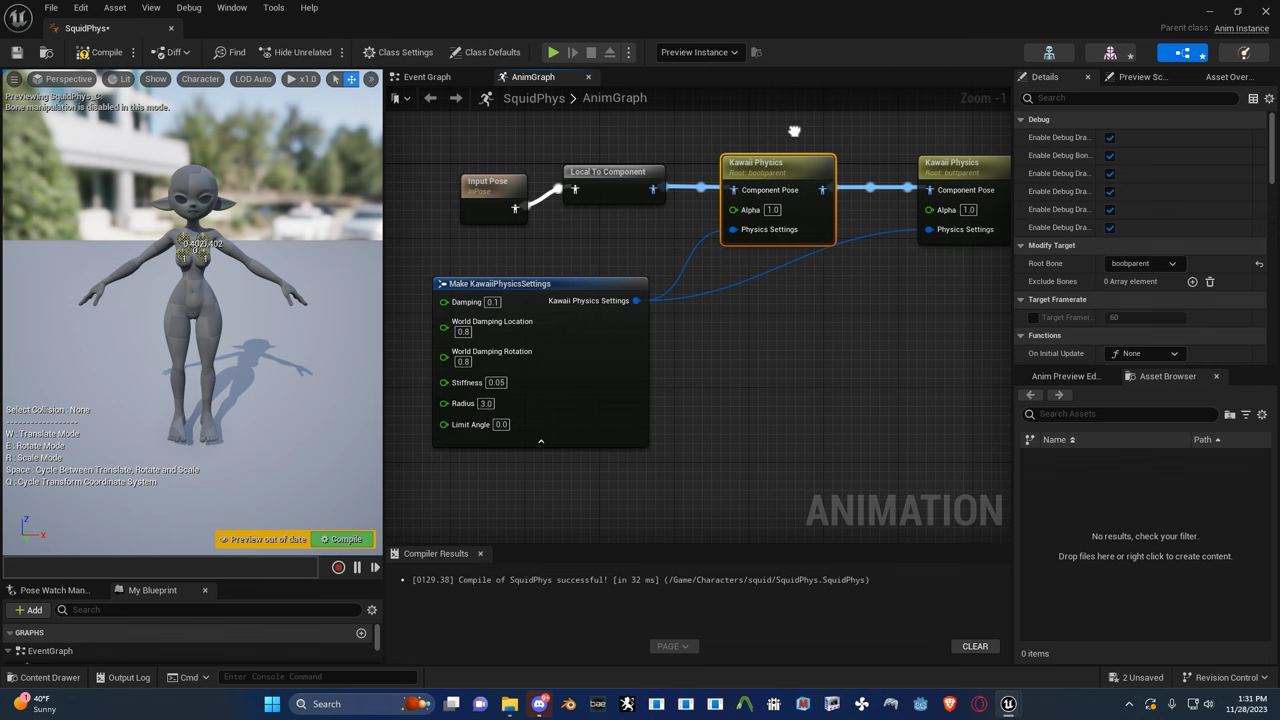 File Edit Asset View Debug Window Tools Help
SquidPhys•
Parent class: Anim Instance
Compile Diff Find Hide Unrelated Class Settings Class Defaults Preview Instance
Perspective Lit Show Character LOD Auto x1.0
Previewing SquidPhys_C.
Bone manipulation is disabled in this mode.
Select Collision : None
W : Translate Mode
E : Rotate Mode
R : Scale Mode
Space : Cycle Between Translate, Rotate and Scale
Q : Cycle Transform Coordinate System
Z
X
Preview out of date Compile
Pose Watch Man... My Blueprint
Add Search
GRAPHS
EventGraph
Event Graph AnimGraph
SquidPhys > AnimGraph Zoom -1
Input Pose
InPose
Local To Component
Kawaii Physics
Root: boobparent
Component Pose
Alpha 1.0
Physics Settings
Kawaii Physics
Root: buttparent
Component Pose
Alpha 1.0
Physics Settings
Make KawaiiPhysicsSettings
Damping 0.1 Kawaii Physics Settings
World Damping Location
0.8
World Damping Rotation
0.8
Stiffness 0.05
Radius 3.0
Limit Angle 0.0
ANIMATION
Compiler Results
[0129.38] Compile of SquidPhys successful! [in 32 ms] (/Game/Characters/squid/SquidPhys.SquidPhys)
PAGE CLEAR
Details Preview Sc... Asset Over...
Search
Debug
Enable Debug Dra...
Enable Debug Bon...
Enable Debug Dra...
Enable Debug Dra...
Enable Debug Dra...
Enable Debug Dra...
Modify Target
Root Bone boobparent
Exclude Bones 0 Array element
Target Framerate
Target Framer... 60
Functions
On Initial Update None
Anim Preview Ed... Asset Browser
Search Assets
Name Path
No results, check your filter.
Drop files here or right click to create content.
0 items
Content Drawer Output Log Cmd Enter Console Command 2 Unsaved Revision Control
1
40°F
Sunny
Search
1:31 PM
11/28/2023